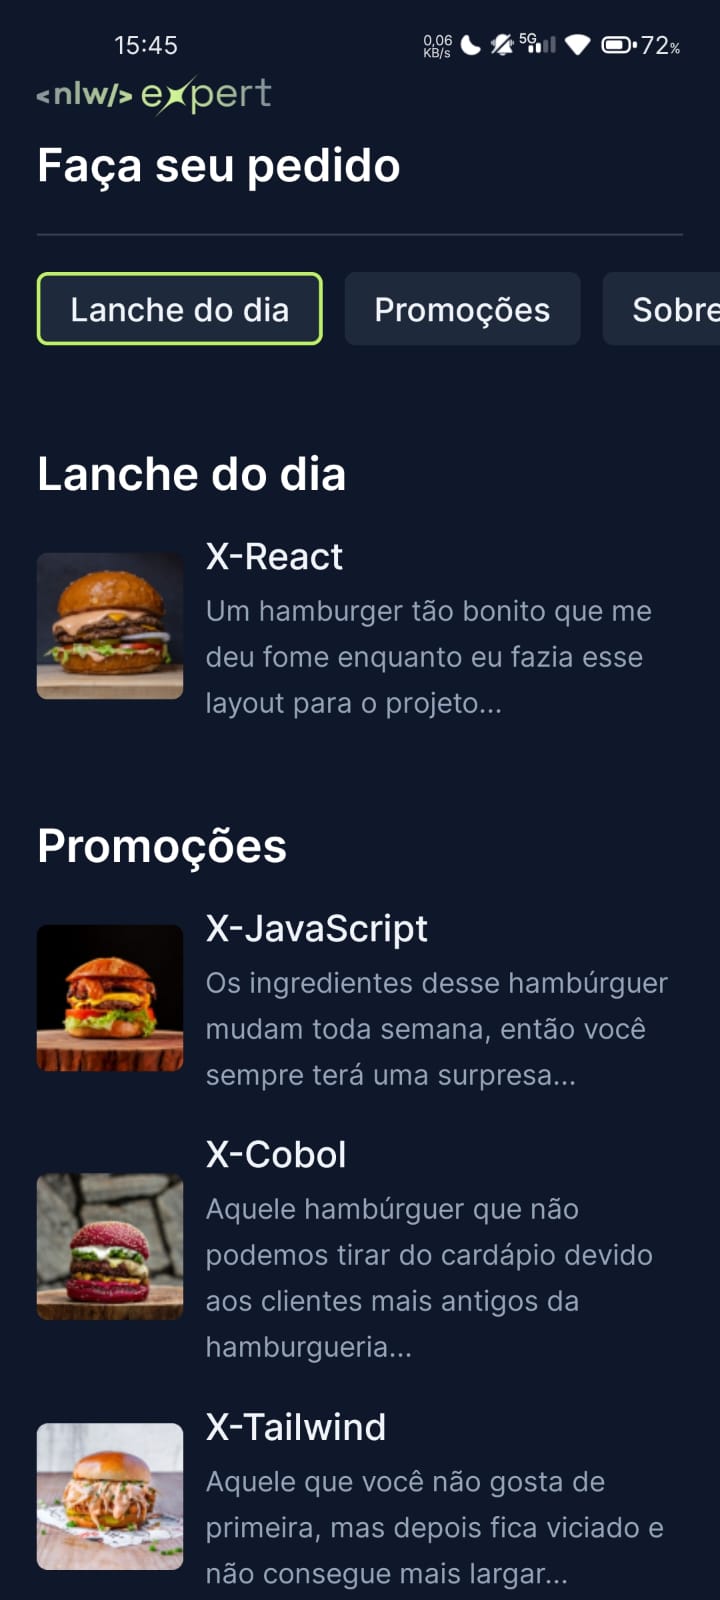 15:45 0,06 KB/s 5G 72%
<nlw/> expert
Faça seu pedido
Lanche do dia Promoções Sobre
Lanche do dia
X-React
Um hamburger tão bonito que me
deu fome enquanto eu fazia esse
layout para o projeto...
Promoções
X-JavaScript
Os ingredientes desse hambúrguer
mudam toda semana, então você
sempre terá uma surpresa...
X-Cobol
Aquele hambúrguer que não
podemos tirar do cardápio devido
aos clientes mais antigos da
hamburgueria...
X-Tailwind
Aquele que você não gosta de
primeira, mas depois fica viciado e
não consegue mais largar...